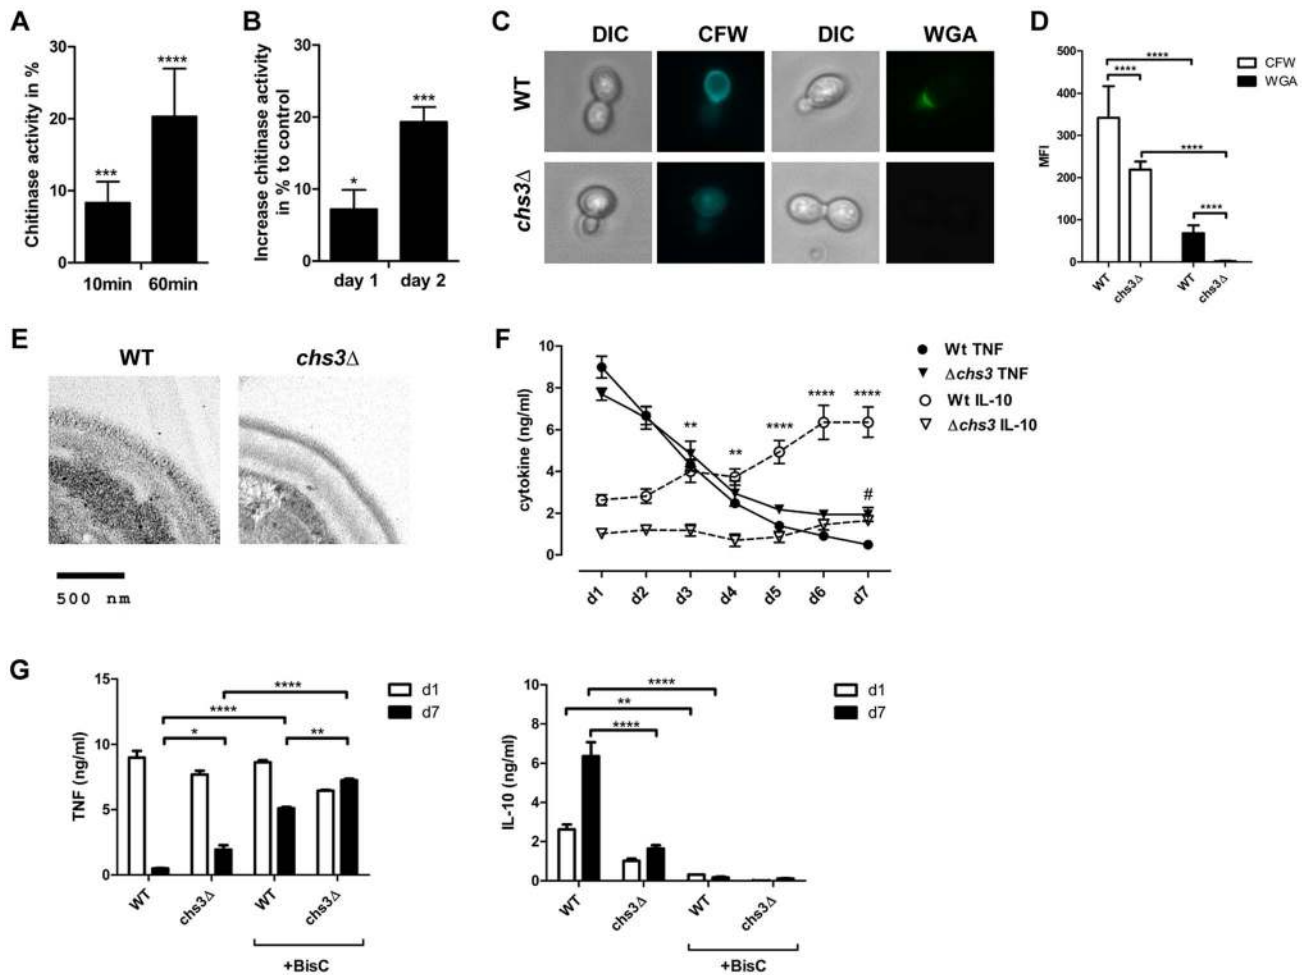 A
Chitinase activity in %
30
20
10
0
***
****
10min 60min
B
Increase chitinase activity
in % to control
30
20
10
0
*
***
day 1 day 2
C
DIC CFW DIC WGA
WT
chs3Δ
D
MFI
500
400
300
200
100
0
****
****
****
****
CFW
WGA
WT
chs3Δ
WT
chs3Δ
E
WT chs3Δ
500 nm
F
cytokine (ng/ml)
10
8
6
4
2
0
**
**
****
****
****
#
d1 d2 d3 d4 d5 d6 d7
Wt TNF
Δchs3 TNF
Wt IL-10
Δchs3 IL-10
G
TNF (ng/ml)
15
10
5
0
****
****
*
**
d1
d7
WT
chs3Δ
WT
chs3Δ
+BisC
IL-10 (ng/ml)
10
8
6
4
2
0
****
**
****
d1
d7
WT
chs3Δ
WT
chs3Δ
+BisC